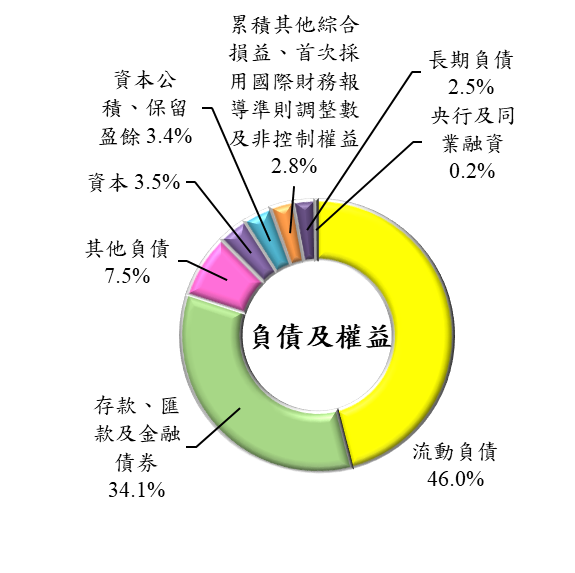 累積其他綜合
損益、首次採
用國際財務報
導準則調整數
及非控制權益
2.8%
長期負債
2.5%
央行及同
業融資
0.2%
資本公
積、保留
盈餘 3.4%
資本 3.5%
其他負債
7.5%
負債及權益
存款、匯
款及金融
債券
34.1%
流動負債
46.0%